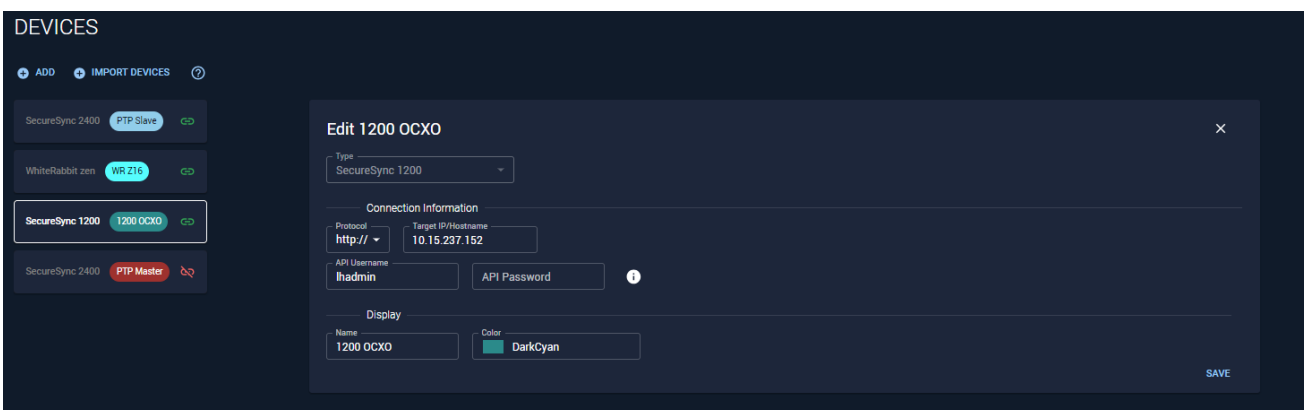 DEVICES
ADD IMPORT DEVICES
SecureSync 2400 PTP Slave
WhiteRabbit zen WR Z16
SecureSync 1200 1200 OCXO
SecureSync 2400 PTP Master
Edit 1200 OCXO
Type
SecureSync 1200
Connection Information
Protocol Target IP/Hostname
http:// 10.15.237.152
API Username
lhadmin API Password
Display
Name Color
1200 OCXO DarkCyan
SAVE